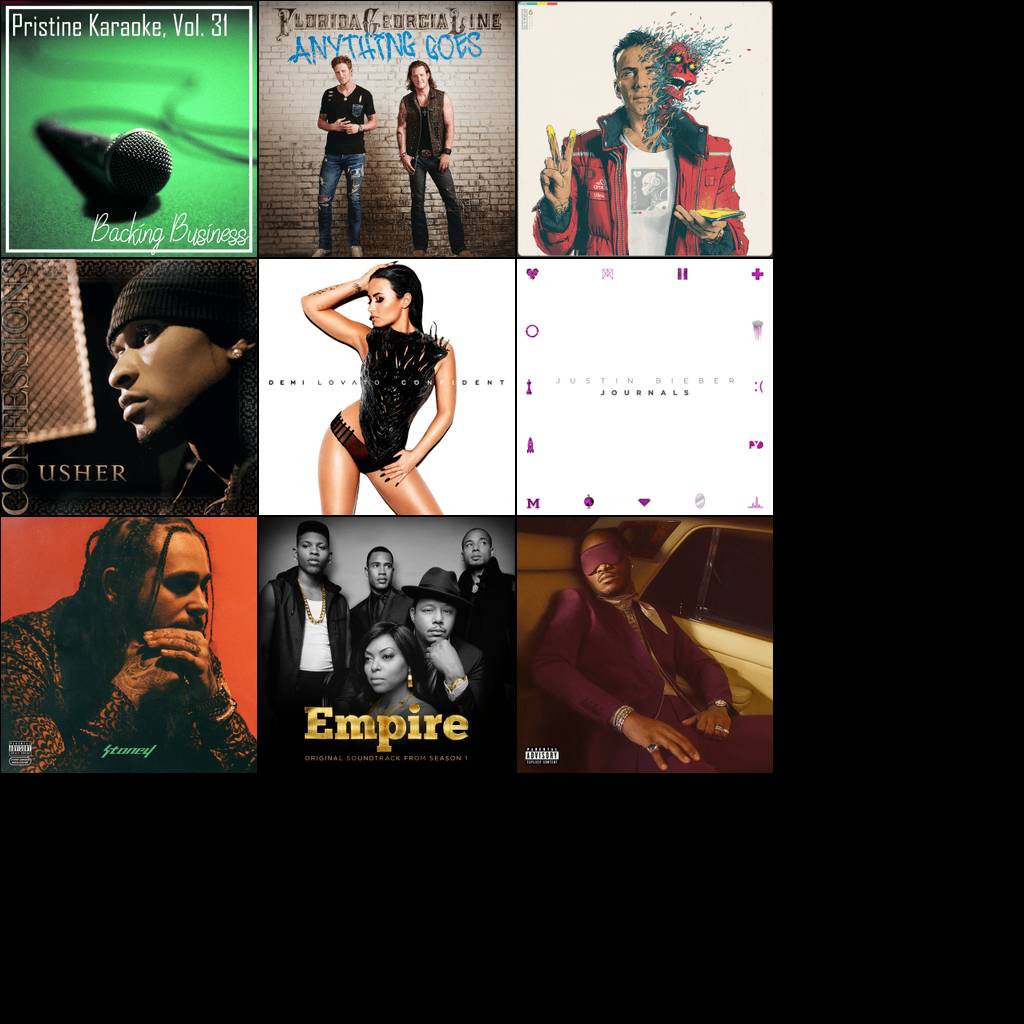 Pristine Karaoke, Vol. 31
Backing Business
FLORIDA GEORGIA LINE
ANYTHING GOES
CONFESSIONS
USHER
DEMI LOVATO CONFIDENT
JUSTIN BIEBER
JOURNALS
:(
M
PARENTAL
ADVISORY
EXPLICIT CONTENT
Stoney
Empire
ORIGINAL SOUNDTRACK FROM SEASON 1
PARENTAL
ADVISORY
EXPLICIT CONTENT